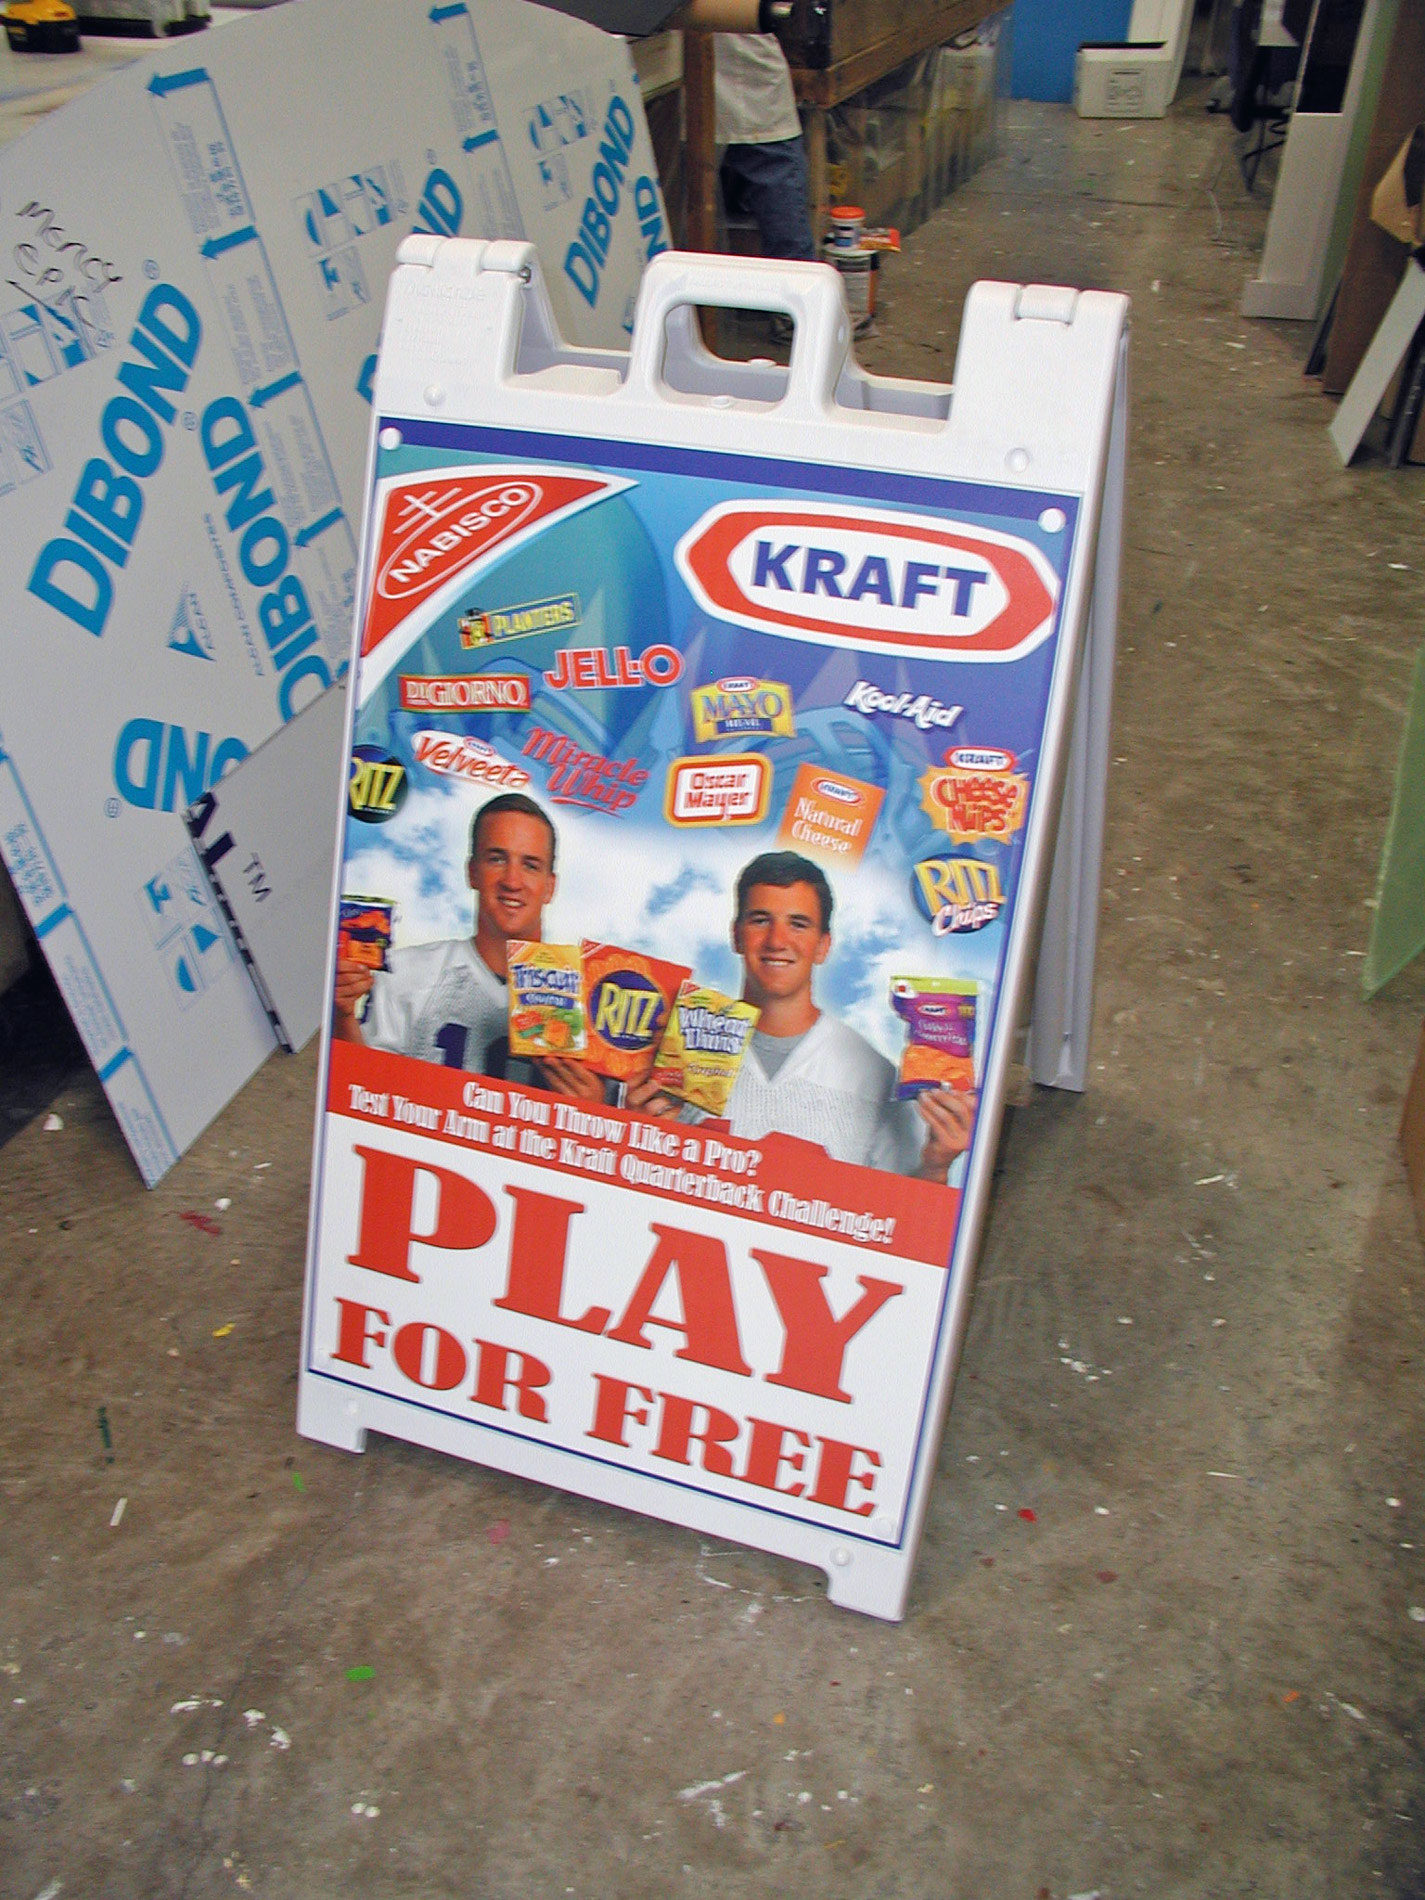 DIBOND
DIBOND
DIBOND
DIBOND
TM
NABISCO
KRAFT
PLANTERS
JELL-O
DIGIORNO
KRAFT
MAYO
Kool-Aid
RITZ
Velveeta
Miracle
Whip
Oscar
Mayer
KRAFT
Natural
Cheese
KRAFT
CHEESE
NIPS
RITZ
Chips
TRISCUIT
RITZ
Wheat
Thins
KRAFT
Can You Throw Like a Pro?
Test Your Arm at the Kraft Quarterback Challenge!
PLAY
FOR FREE